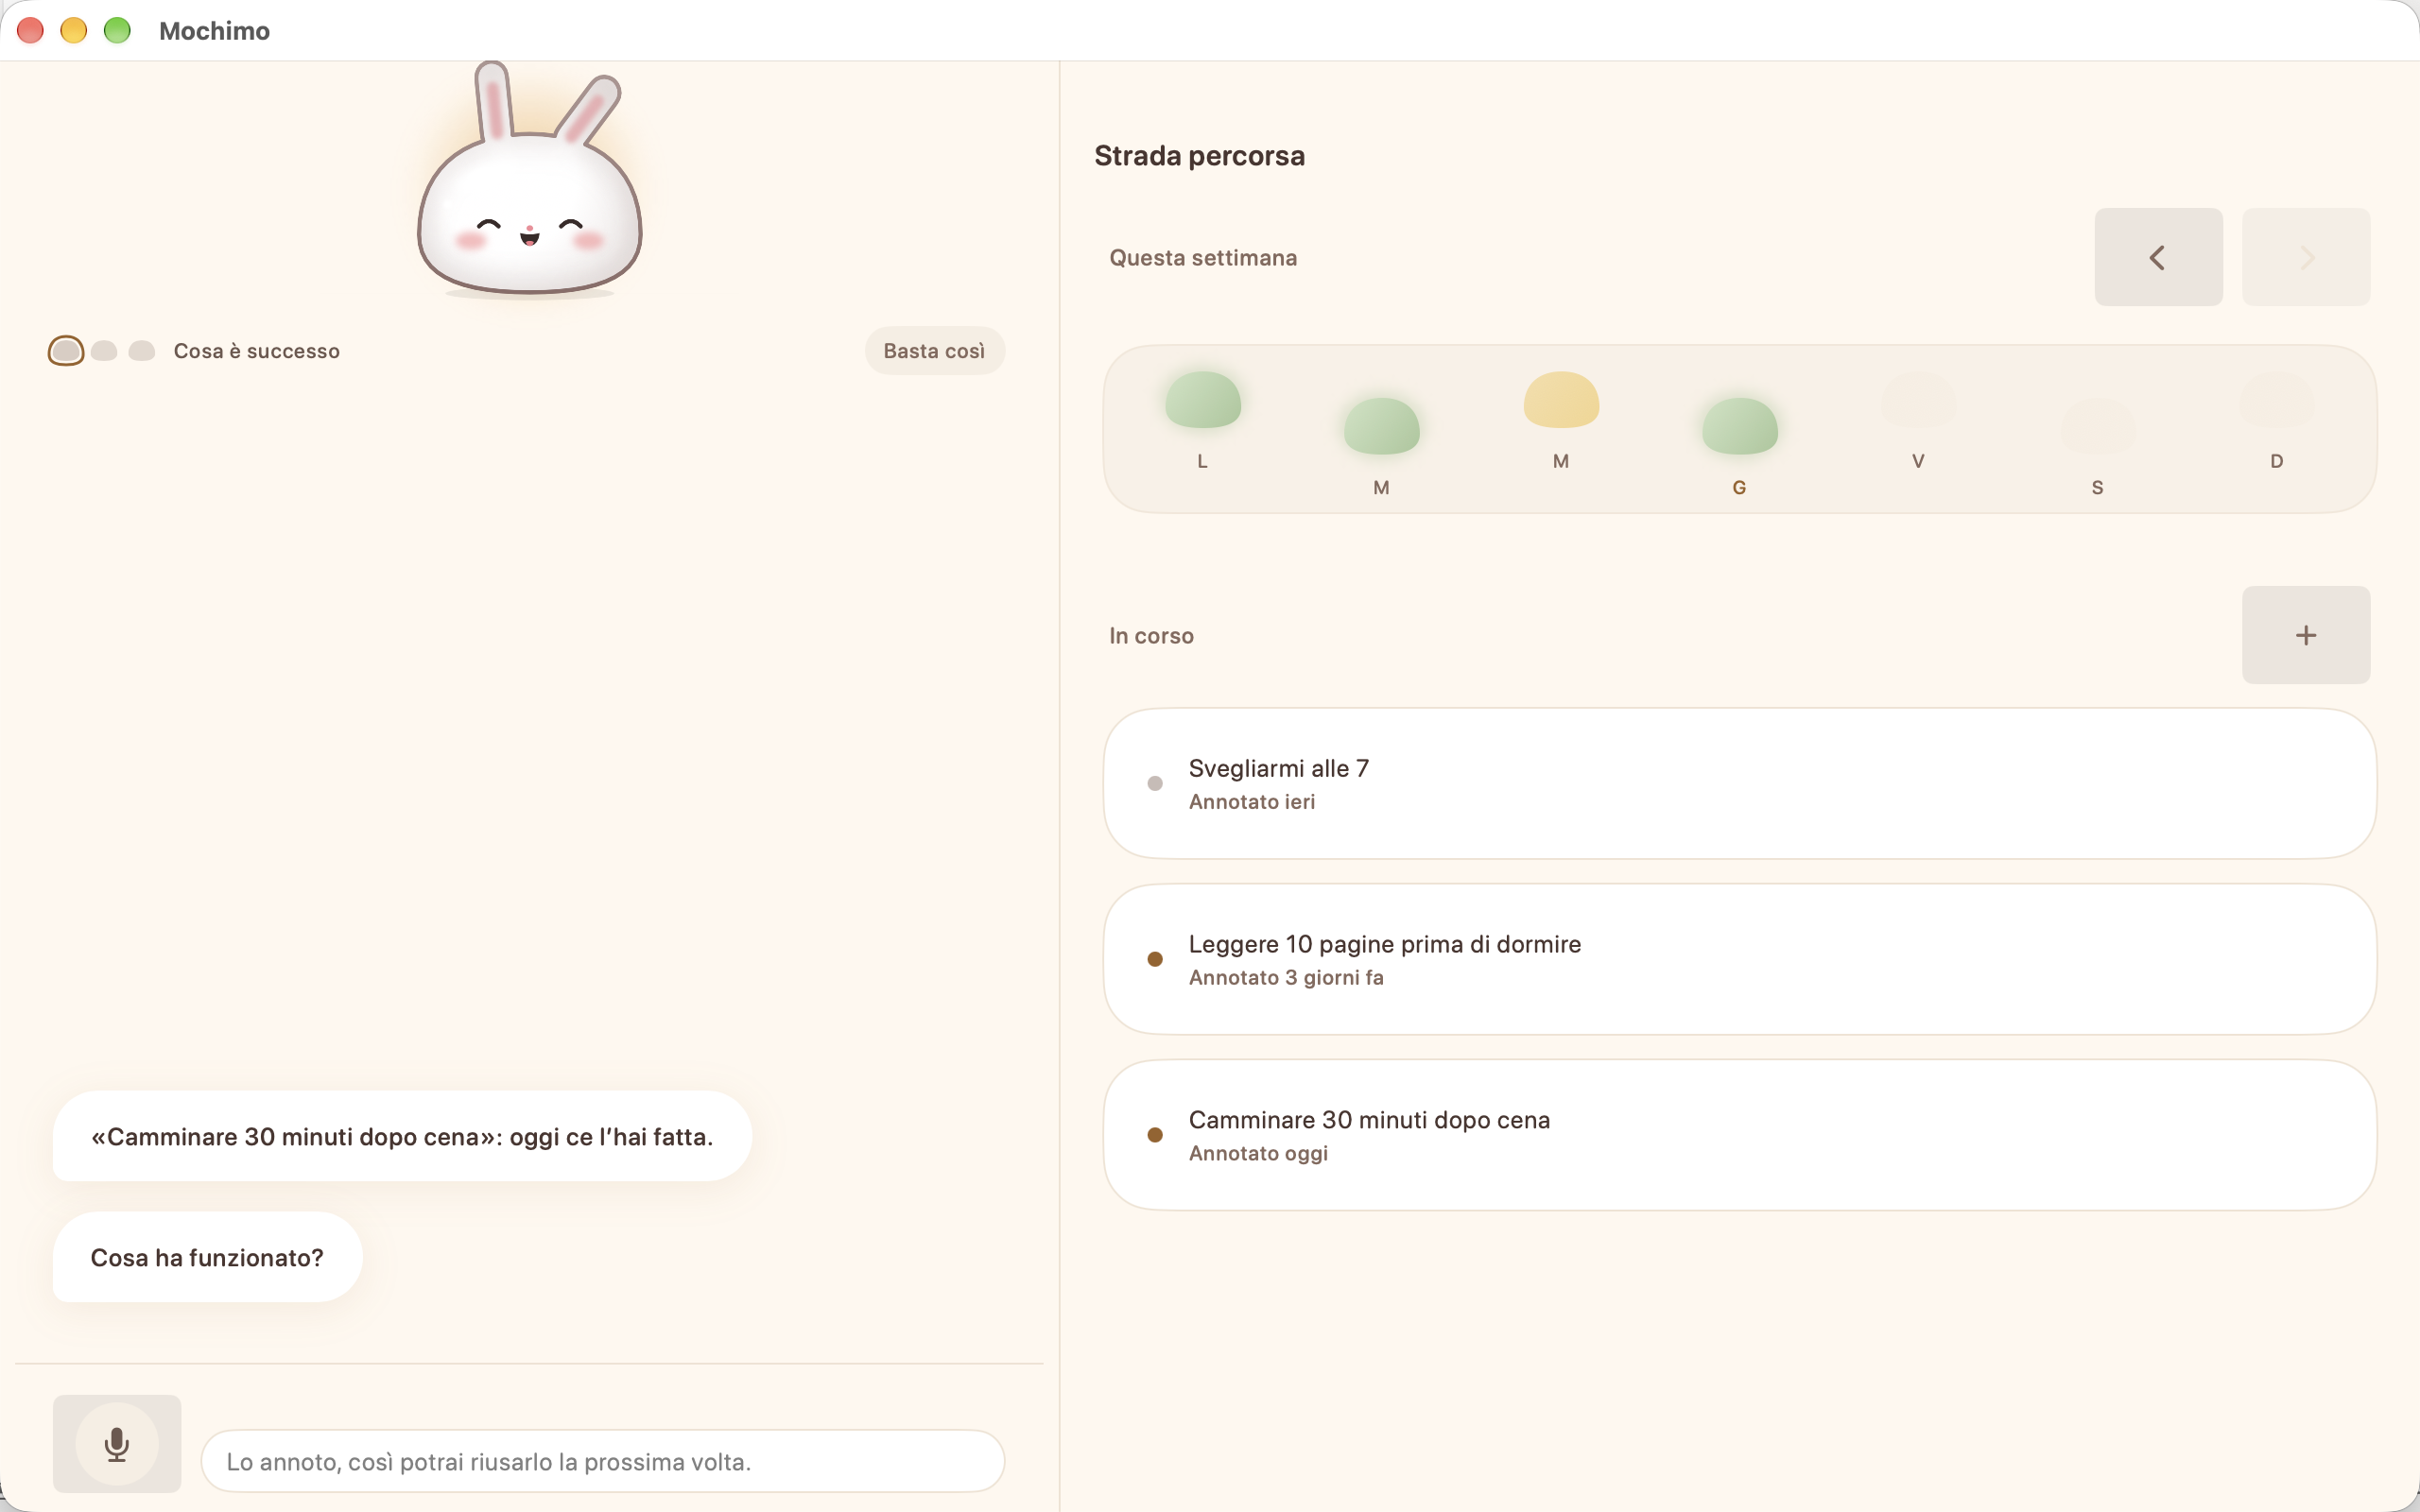 Mochimo
Cosa è successo
Basta così
«Camminare 30 minuti dopo cena»: oggi ce l’hai fatta.
Cosa ha funzionato?
Lo annoto, così potrai riusarlo la prossima volta.
Strada percorsa
Questa settimana
L
M
M
G
V
S
D
In corso
Svegliarmi alle 7
Annotato ieri
Leggere 10 pagine prima di dormire
Annotato 3 giorni fa
Camminare 30 minuti dopo cena
Annotato oggi